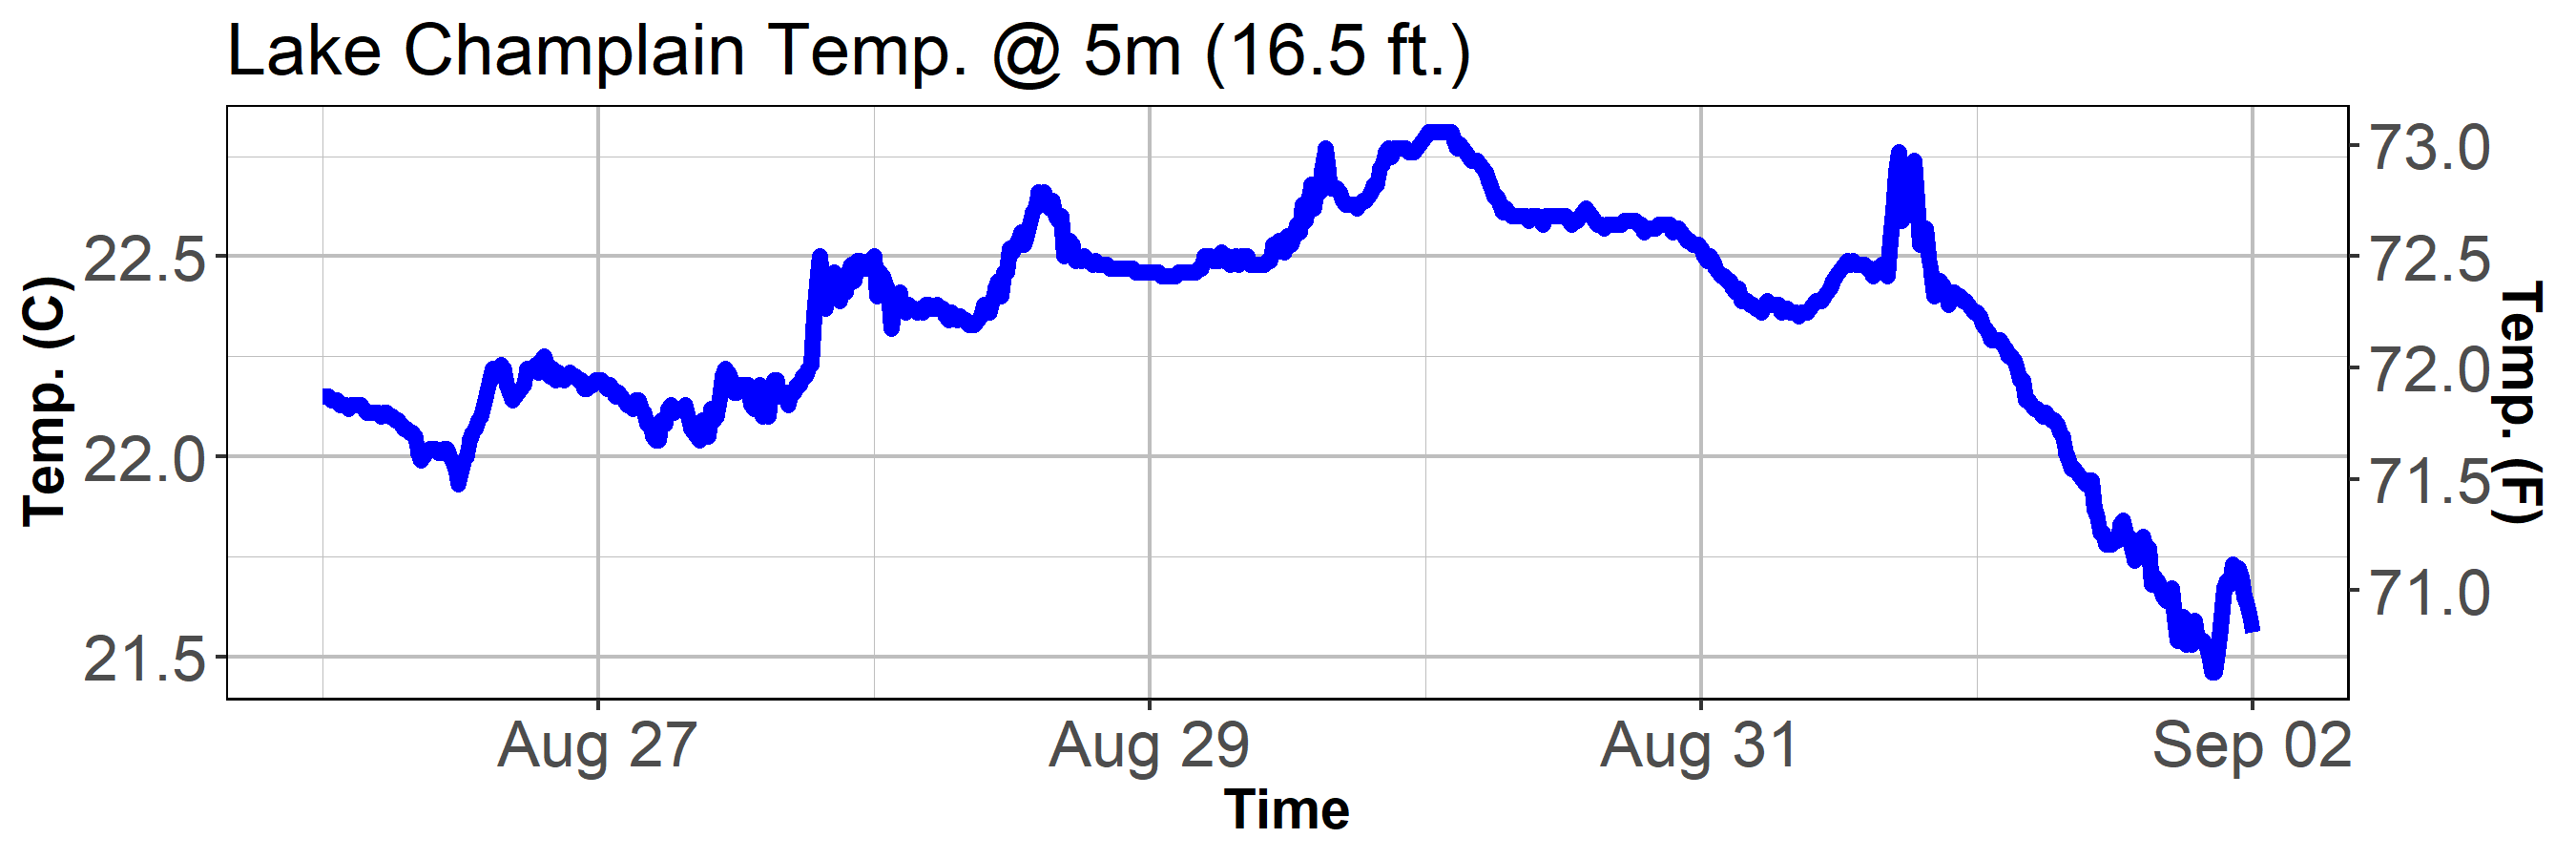 Lake Champlain Temp. @ 5m (16.5 ft.)
Temp. (C)
22.5
22.0
21.5
73.0
72.5
72.0
71.5
71.0
Temp. (F)
Aug 27
Aug 29
Aug 31
Sep 02
Time